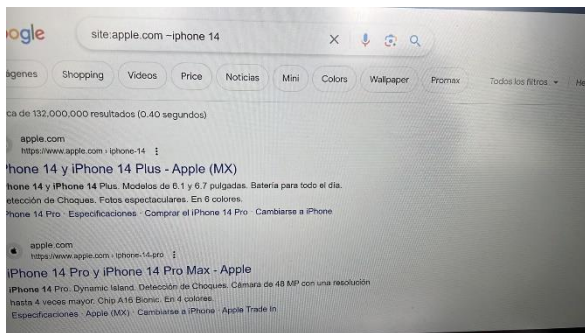 ogle
site:apple.com –iphone 14
ágenes Shopping Videos Price Noticias Mini Colors Wallpaper Promax Todos los filtros He
ca de 132,000,000 resultados (0.40 segundos)
apple.com
https://www.apple.com › iphone-14
Phone 14 y iPhone 14 Plus - Apple (MX)
hone 14 y iPhone 14 Plus. Modelos de 6.1 y 6.7 pulgadas. Batería para todo el día.
etección de Choques. Fotos espectaculares. En 6 colores.
Phone 14 Pro · Especificaciones · Comprar el iPhone 14 Pro · Cambiarse a iPhone
apple.com
https://www.apple.com › iphone-14-pro
iPhone 14 Pro y iPhone 14 Pro Max - Apple
iPhone 14 Pro. Dynamic Island. Detección de Choques. Cámara de 48 MP con una resolución
hasta 4 veces mayor. Chip A16 Bionic. En 4 colores.
Especificaciones · Apple (MX) · Cambiarse a iPhone · Apple Trade In